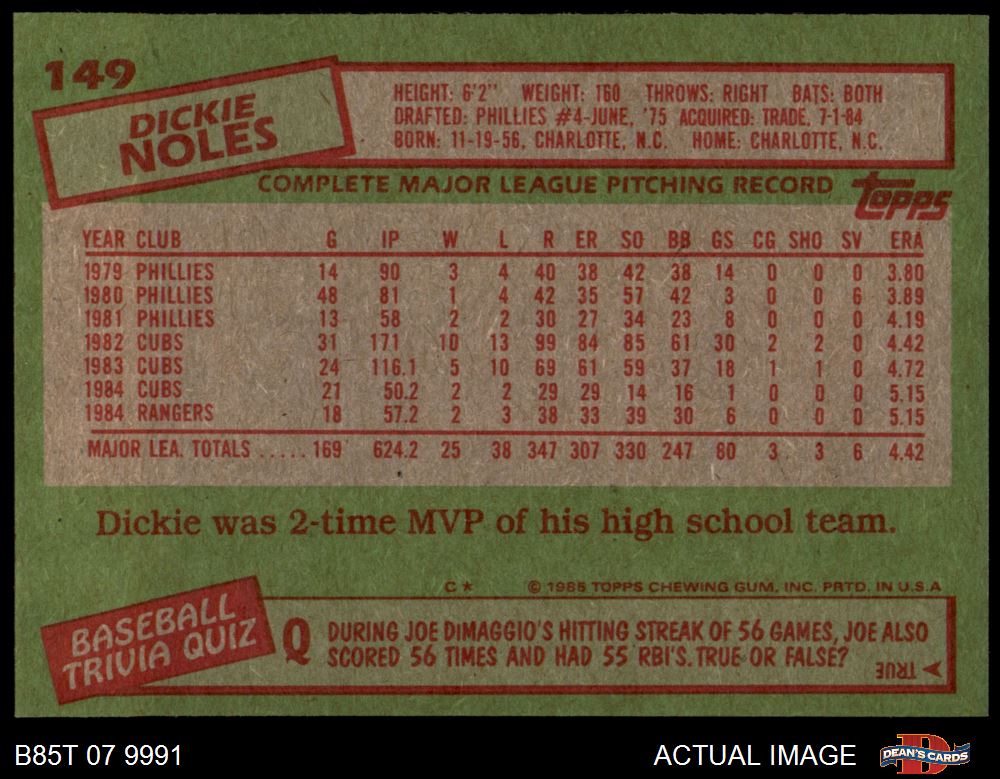 149
DICKIE
NOLES
HEIGHT: 6'2" WEIGHT: 160 THROWS: RIGHT BATS: BOTH
DRAFTED: PHILLIES #4-JUNE, '75 ACQUIRED: TRADE, 7-1-84
BORN: 11-19-56, CHARLOTTE, N.C. HOME: CHARLOTTE, N.C.
COMPLETE MAJOR LEAGUE PITCHING RECORD
topps
YEAR CLUB G IP W L R ER SO BB GS CG SHO SV ERA
1979 PHILLIES 14 90 3 4 40 38 42 38 14 0 0 0 3.80
1980 PHILLIES 48 81 1 4 42 35 57 42 3 0 0 6 3.89
1981 PHILLIES 13 58 2 2 30 27 34 23 8 0 0 0 4.19
1982 CUBS 31 171 10 13 99 84 85 61 30 2 2 0 4.42
1983 CUBS 24 116.1 5 10 69 61 59 37 18 1 1 0 4.72
1984 CUBS 21 50.2 2 2 29 29 14 16 1 0 0 0 5.15
1984 RANGERS 18 57.2 2 3 38 33 39 30 6 0 0 0 5.15
MAJOR LEA. TOTALS ..... 169 624.2 25 38 347 307 330 247 80 3 3 6 4.42
Dickie was 2-time MVP of his high school team.
C * © 1985 TOPPS CHEWING GUM, INC. PRTD. IN U.S.A
BASEBALL
TRIVIA QUIZ
Q DURING JOE DiMAGGIO'S HITTING STREAK OF 56 GAMES, JOE ALSO
SCORED 56 TIMES AND HAD 55 RBI'S. TRUE OR FALSE?
TRUE
B85T 07 9991
ACTUAL IMAGE
D
DEAN'S CARDS